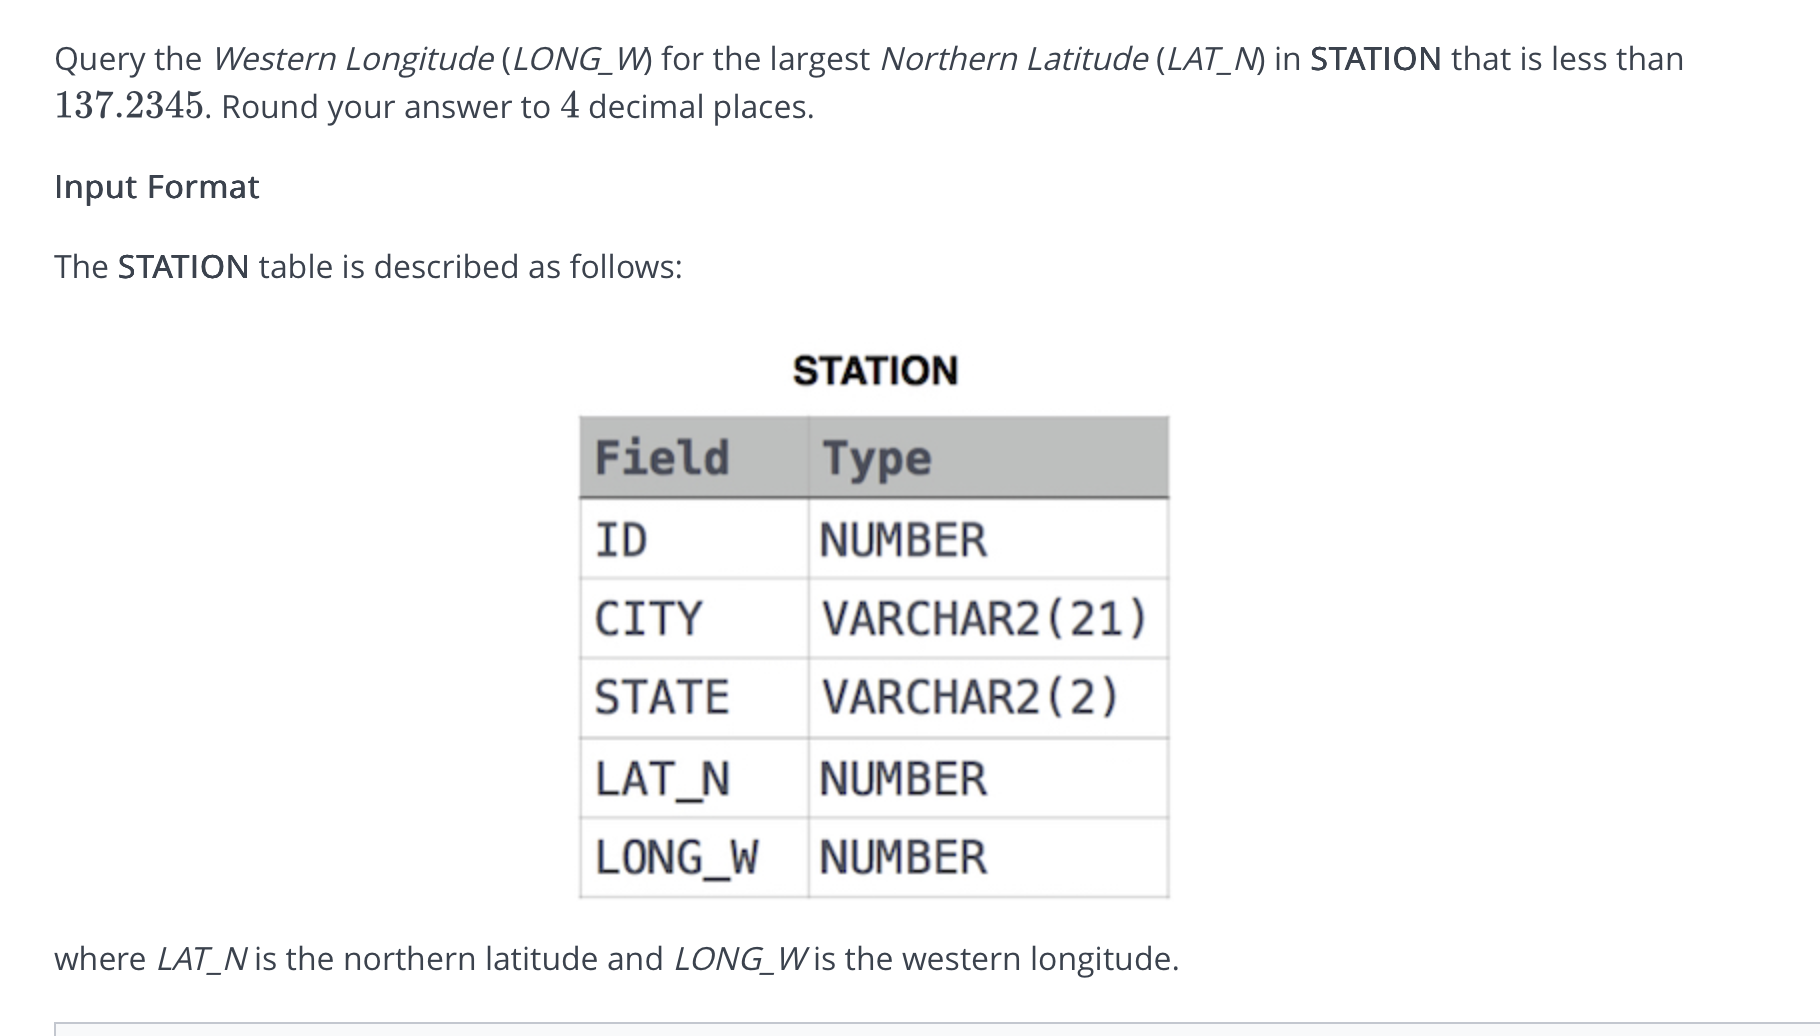 Query the Western Longitude (LONG_W) for the largest Northern Latitude (LAT_N) in STATION that is less than
137.2345. Round your answer to 4 decimal places.
Input Format
The STATION table is described as follows:
STATION
Field Type
ID NUMBER
CITY VARCHAR2(21)
STATE VARCHAR2(2)
LAT_N NUMBER
LONG_W NUMBER
where LAT_N is the northern latitude and LONG_W is the western longitude.